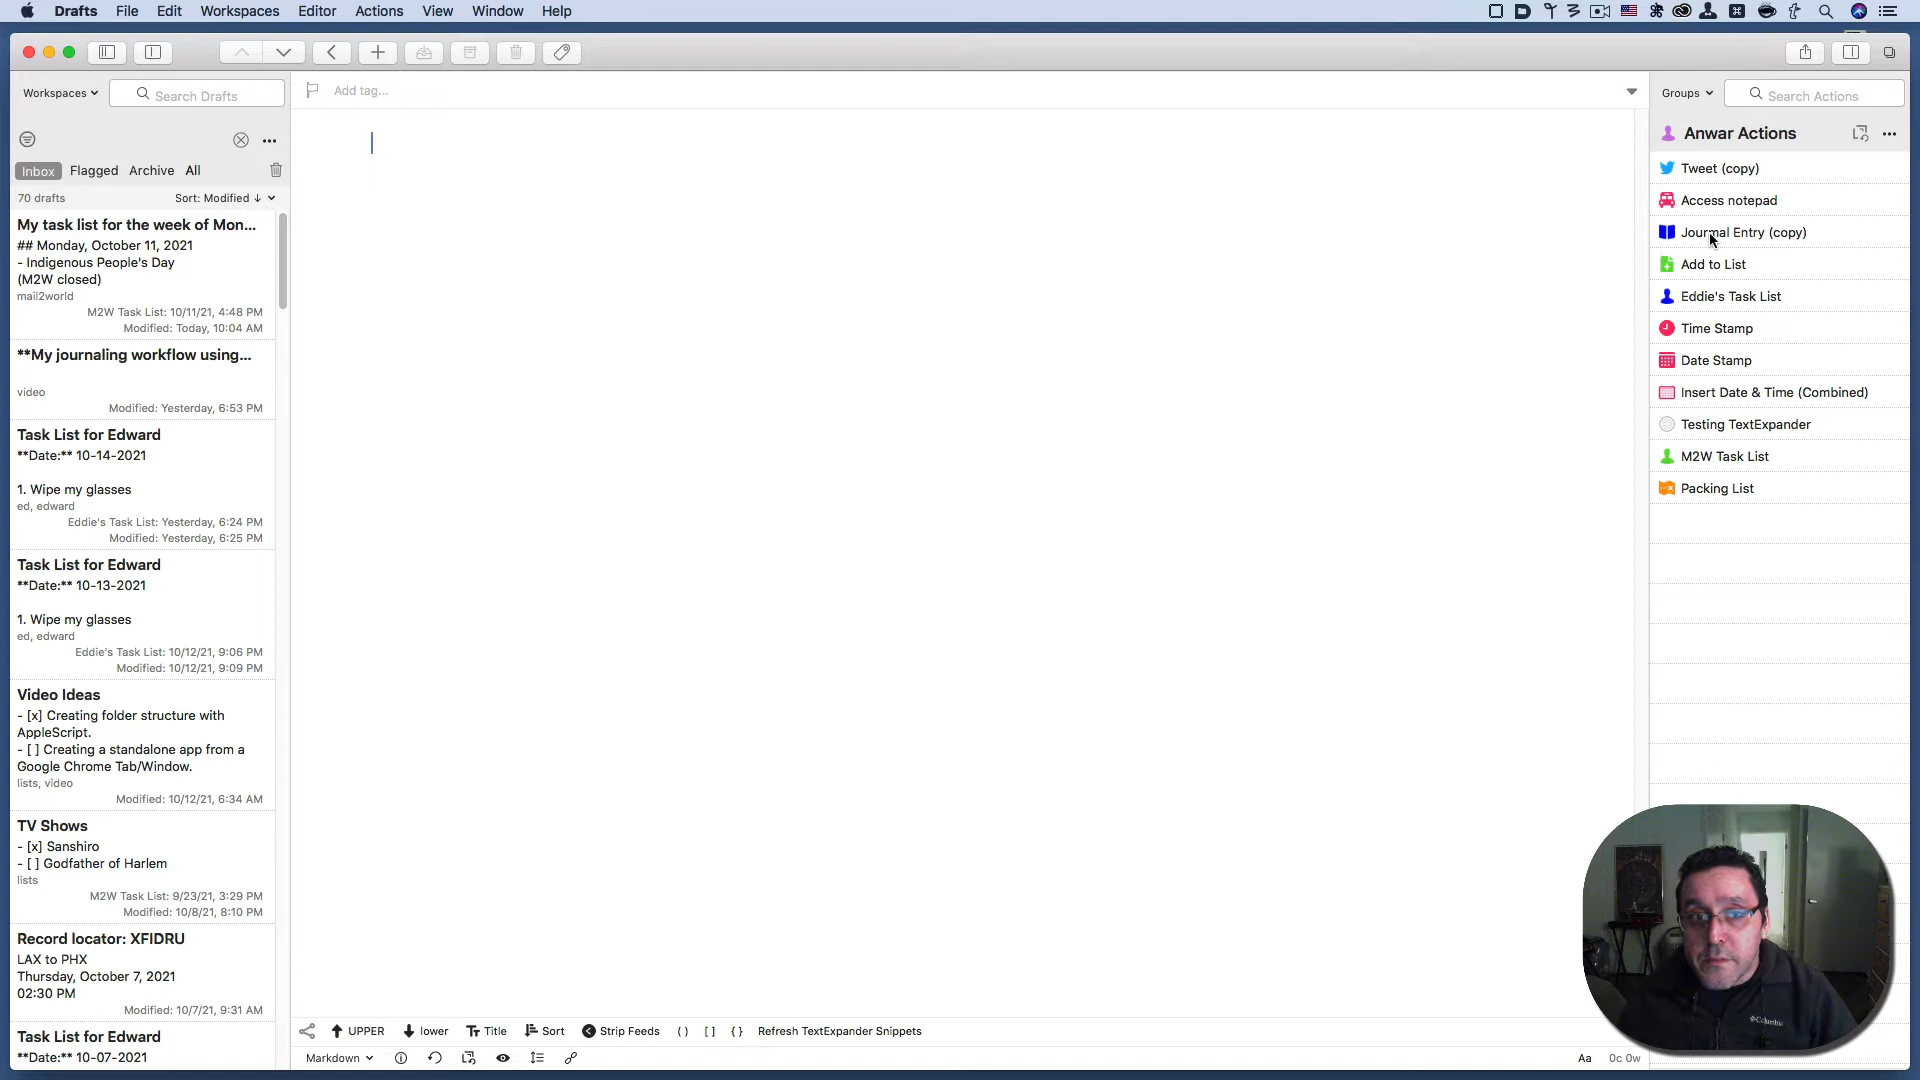 Drafts File Edit Workspaces Editor Actions View Window Help
Workspaces
Search Drafts
Add tag...
Groups
Search Actions
Inbox Flagged Archive All
70 drafts
Sort: Modified
My task list for the week of Mon...
## Monday, October 11, 2021
- Indigenous People's Day
(M2W closed)
mail2world
M2W Task List: 10/11/21, 4:48 PM
Modified: Today, 10:04 AM
**My journaling workflow using...
video
Modified: Yesterday, 6:53 PM
Task List for Edward
**Date:** 10-14-2021
1. Wipe my glasses
ed, edward
Eddie's Task List: Yesterday, 6:24 PM
Modified: Yesterday, 6:25 PM
Task List for Edward
**Date:** 10-13-2021
1. Wipe my glasses
ed, edward
Eddie's Task List: 10/12/21, 9:06 PM
Modified: 10/12/21, 9:09 PM
Video Ideas
- [x] Creating folder structure with
AppleScript.
- [ ] Creating a standalone app from a
Google Chrome Tab/Window.
lists, video
Modified: 10/12/21, 6:34 AM
TV Shows
- [x] Sanshiro
- [ ] Godfather of Harlem
lists
M2W Task List: 9/23/21, 3:29 PM
Modified: 10/8/21, 8:10 PM
Record locator: XFIDRU
LAX to PHX
Thursday, October 7, 2021
02:30 PM
Modified: 10/7/21, 9:31 AM
Task List for Edward
**Date:** 10-07-2021
Anwar Actions
Tweet (copy)
Access notepad
Journal Entry (copy)
Add to List
Eddie's Task List
Time Stamp
Date Stamp
Insert Date & Time (Combined)
Testing TextExpander
M2W Task List
Packing List
Columbia
UPPER lower Tt Title Sort Strip Feeds () [] {} Refresh TextExpander Snippets
Markdown
Aa 0c 0w